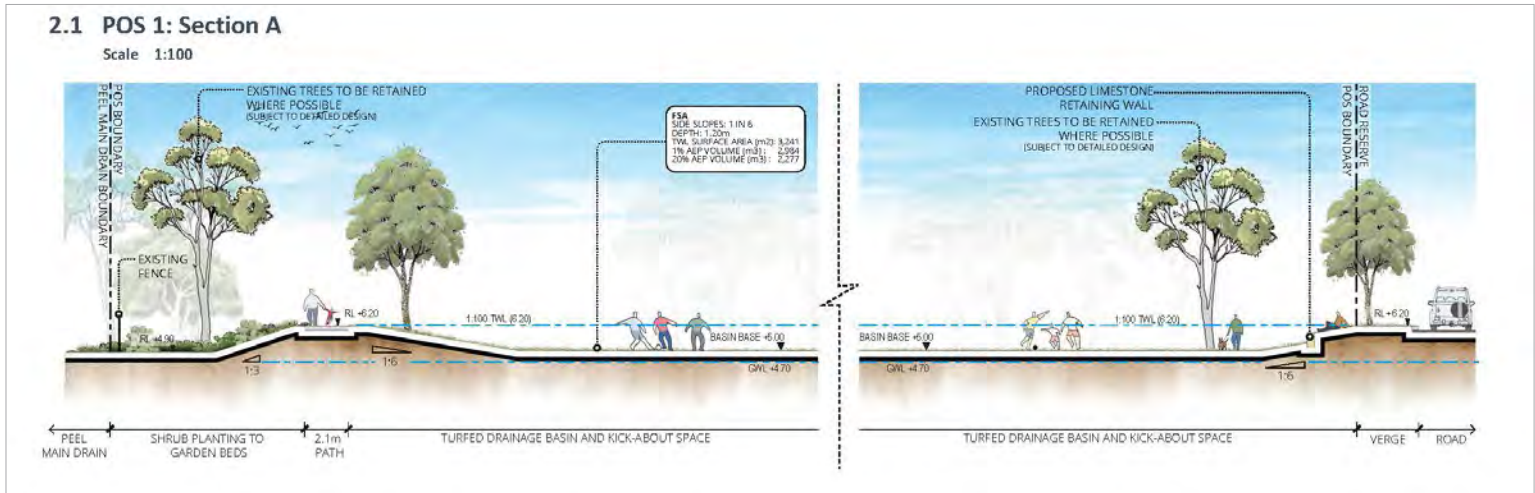 2.1 POS 1: Section A
Scale 1:100
POS BOUNDARY
PEEL MAIN DRAIN BOUNDARY
EXISTING TREES TO BE RETAINED
WHERE POSSIBLE
(SUBJECT TO DETAILED DESIGN)
EXISTING
FENCE
RL +4.90
RL +6.20
1:3
1:6
1:100 TWL (6.20)
FSA
SIDE SLOPES: 1 IN 6
DEPTH: 1.20m
TWL SURFACE AREA (m2): 3,241
1% AEP VOLUME (m3) : 2,984
20% AEP VOLUME (m3) : 2,277
BASIN BASE +5.00
GWL +4.70
PROPOSED LIMESTONE
RETAINING WALL
EXISTING TREES TO BE RETAINED
WHERE POSSIBLE
(SUBJECT TO DETAILED DESIGN)
ROAD RESERVE
POS BOUNDARY
1:100 TWL (6.20)
RL +6.20
BASIN BASE +5.00
GWL +4.70
1:6
PEEL
MAIN DRAIN
SHRUB PLANTING TO
GARDEN BEDS
2.1m
PATH
TURFED DRAINAGE BASIN AND KICK-ABOUT SPACE
TURFED DRAINAGE BASIN AND KICK-ABOUT SPACE
VERGE
ROAD